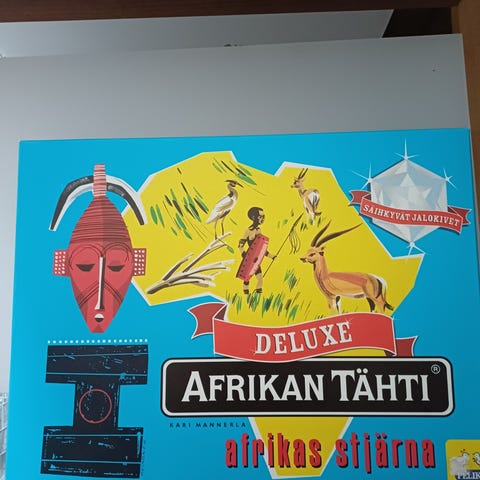 SÄIHKYVÄT JALOKIVET
DELUXE
AFRIKAN TÄHTI®
KARI MANNERLA
afrikas stjärna